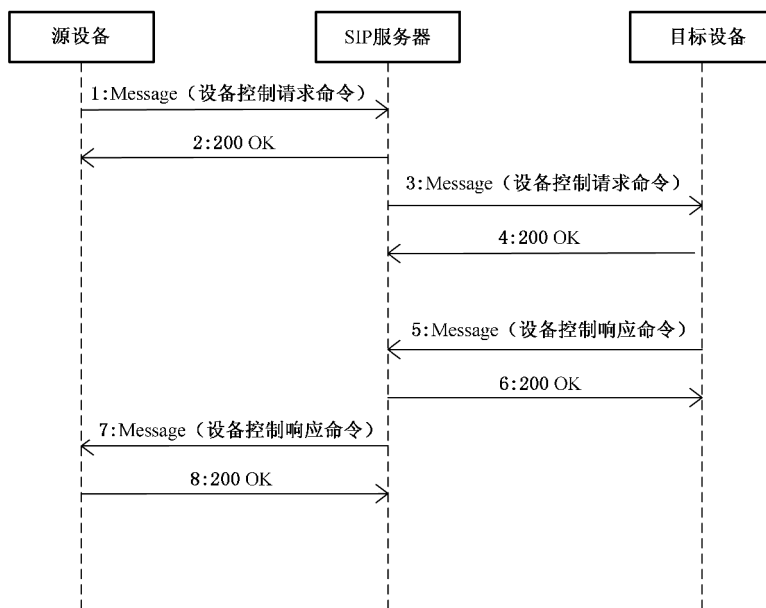 源设备
SIP服务器
目标设备
1:Message（设备控制请求命令）
2:200 OK
3:Message（设备控制请求命令）
4:200 OK
5:Message（设备控制响应命令）
6:200 OK
7:Message（设备控制响应命令）
8:200 OK